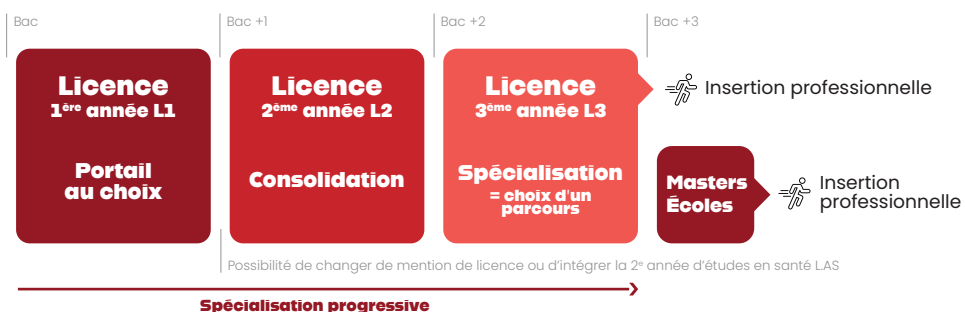 Bac
Bac +1
Bac +2
Bac +3
Licence
1ère année L1
Portail
au choix
Licence
2ème année L2
Consolidation
Licence
3ème année L3
Spécialisation
= choix d'un
parcours
Insertion professionnelle
Masters
Écoles
Insertion
professionnelle
Possibilité de changer de mention de licence ou d'intégrer la 2e année d'études en santé LAS
Spécialisation progressive